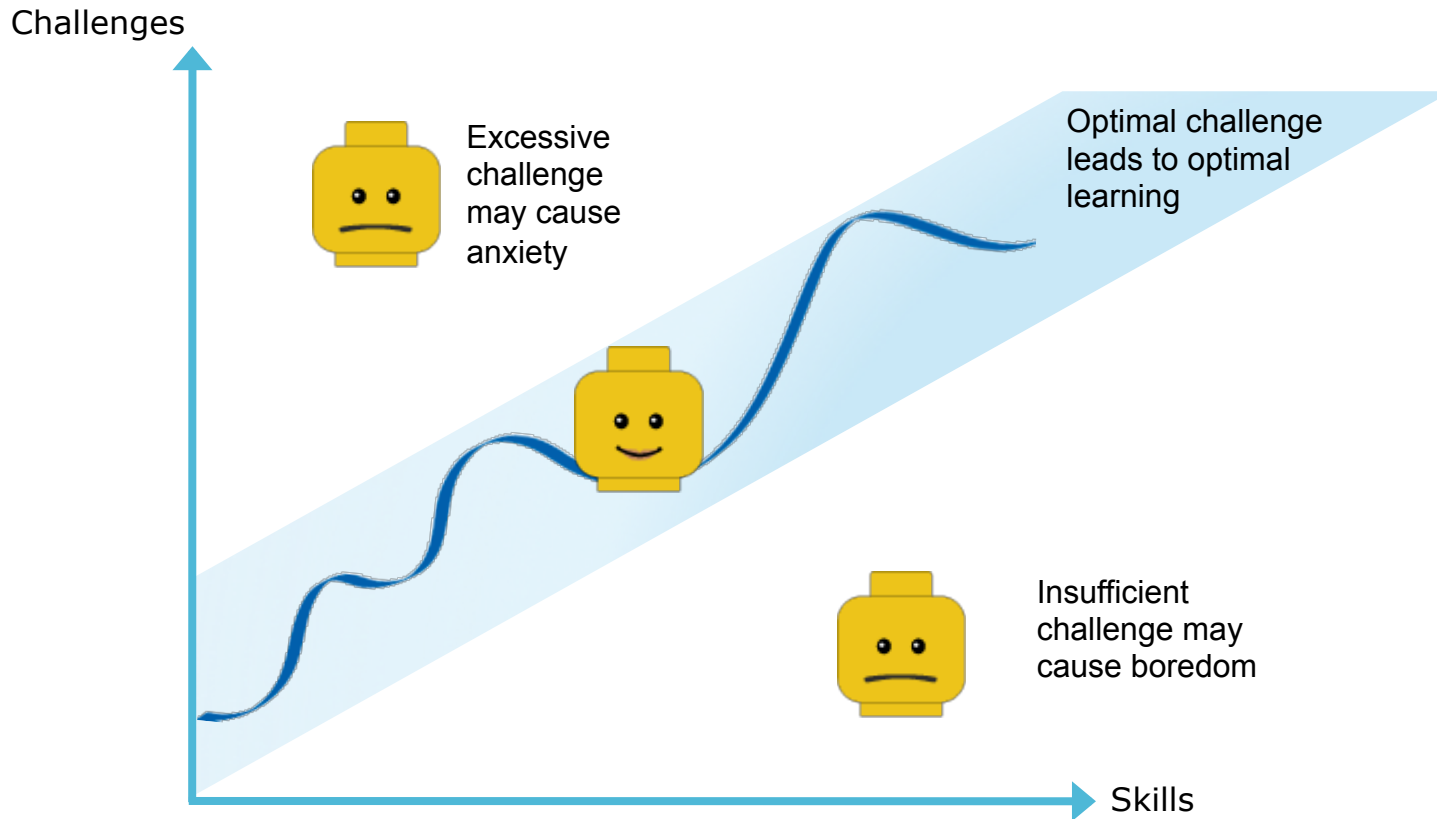 Challenges
Excessive
challenge
may cause
anxiety
Optimal challenge
leads to optimal
learning
Insufficient
challenge may
cause boredom
Skills